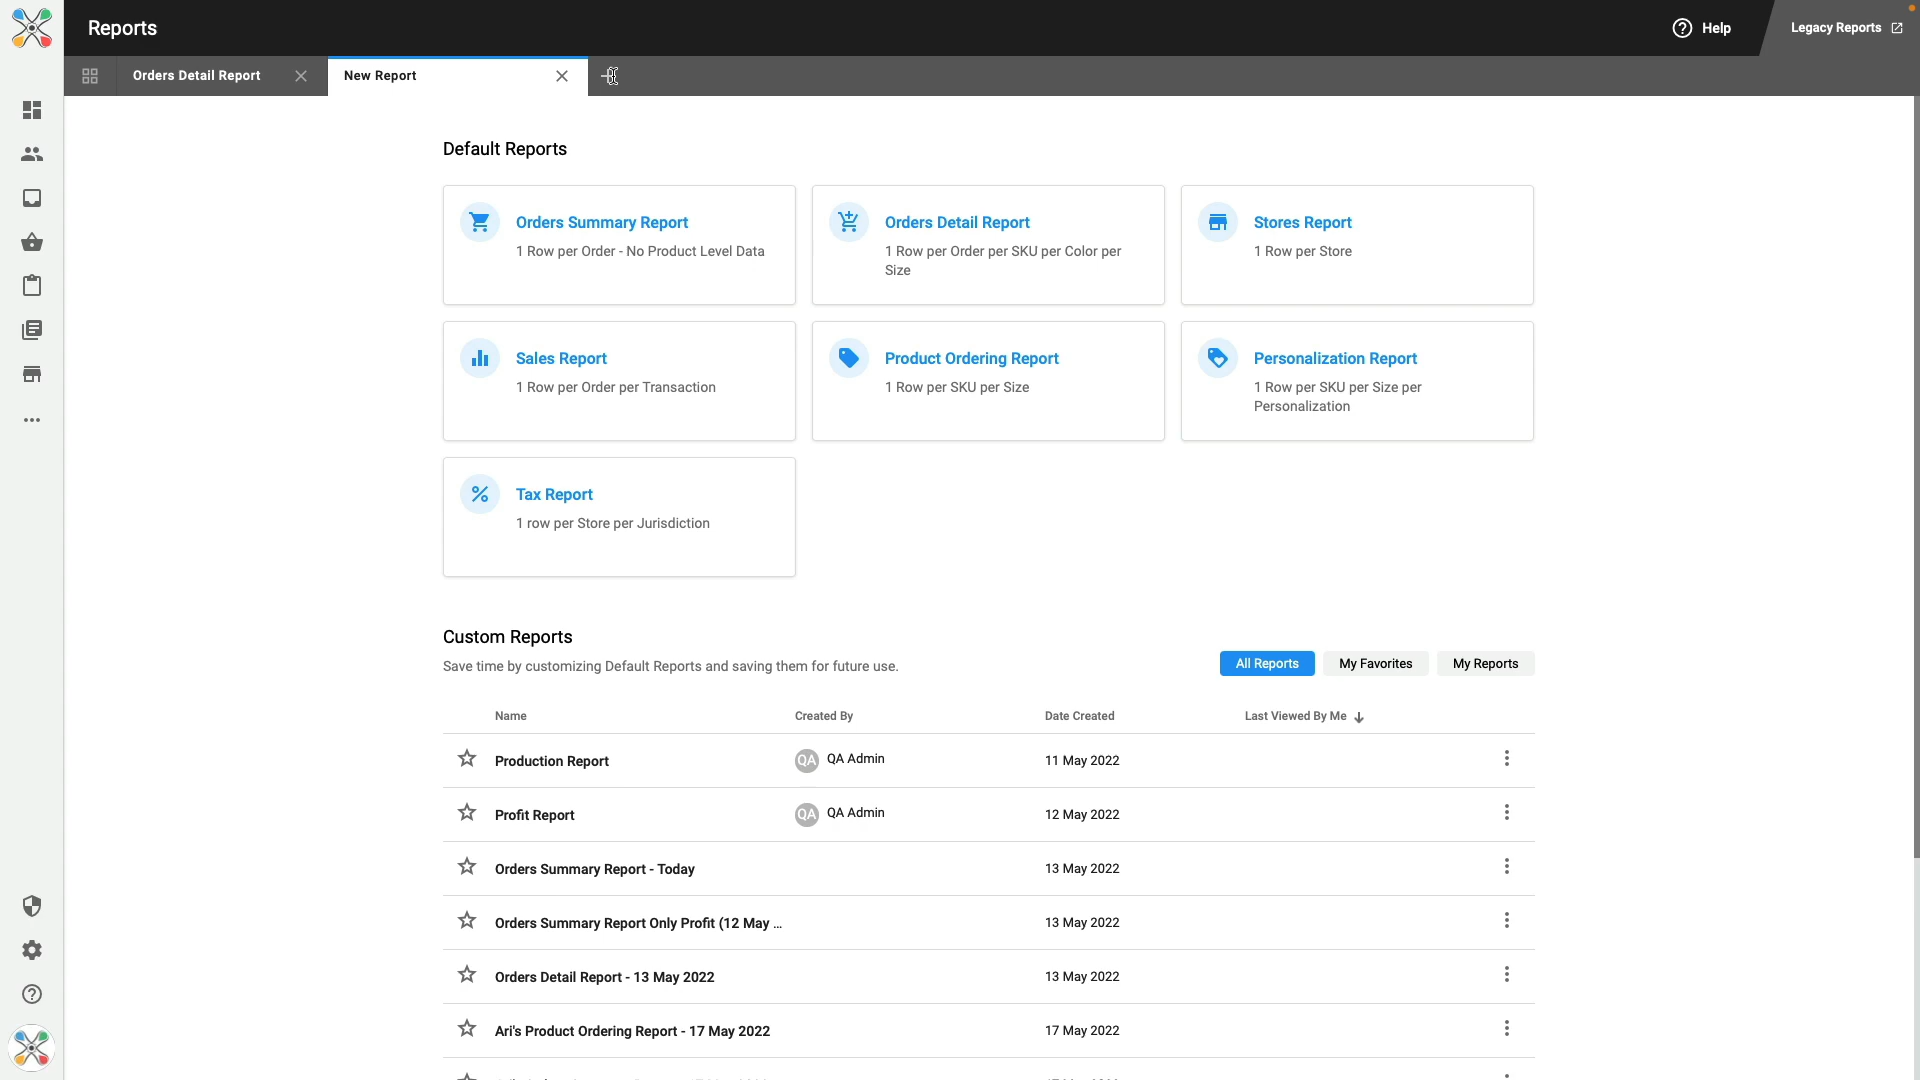 Reports
Help
Legacy Reports
Orders Detail Report
New Report
Default Reports
Orders Summary Report
1 Row per Order - No Product Level Data
Orders Detail Report
1 Row per Order per SKU per Color per
Size
Stores Report
1 Row per Store
Sales Report
1 Row per Order per Transaction
Product Ordering Report
1 Row per SKU per Size
Personalization Report
1 Row per SKU per Size per
Personalization
Tax Report
1 row per Store per Jurisdiction
Custom Reports
Save time by customizing Default Reports and saving them for future use.
All Reports My Favorites My Reports
Name Created By Date Created Last Viewed By Me
Production Report QA QA Admin 11 May 2022
Profit Report QA QA Admin 12 May 2022
Orders Summary Report - Today 13 May 2022
Orders Summary Report Only Profit (12 May ... 13 May 2022
Orders Detail Report - 13 May 2022 13 May 2022
Ari's Product Ordering Report - 17 May 2022 17 May 2022